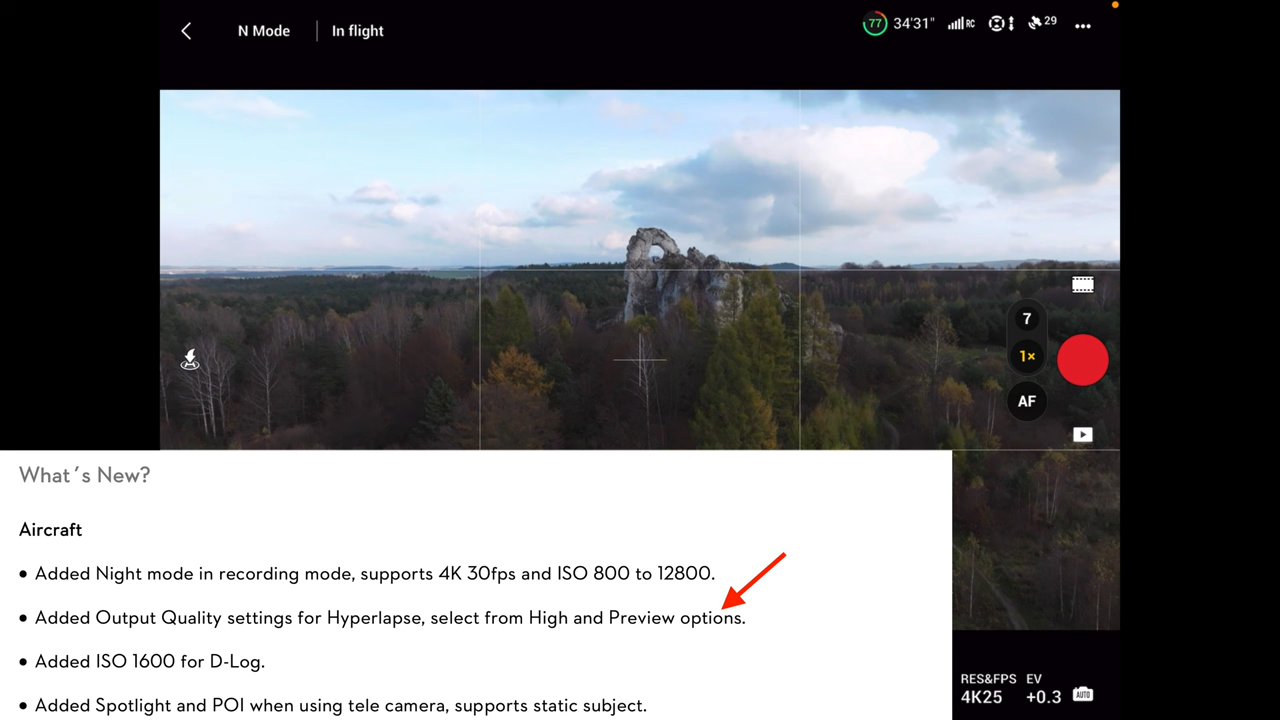 N Mode
In flight
77 34'31" RC 29
7
1×
AF
What´s New?
Aircraft
• Added Night mode in recording mode, supports 4K 30fps and ISO 800 to 12800.
• Added Output Quality settings for Hyperlapse, select from High and Preview options.
• Added ISO 1600 for D-Log.
• Added Spotlight and POI when using tele camera, supports static subject.
RES&FPS EV
4K25 +0.3 AUTO